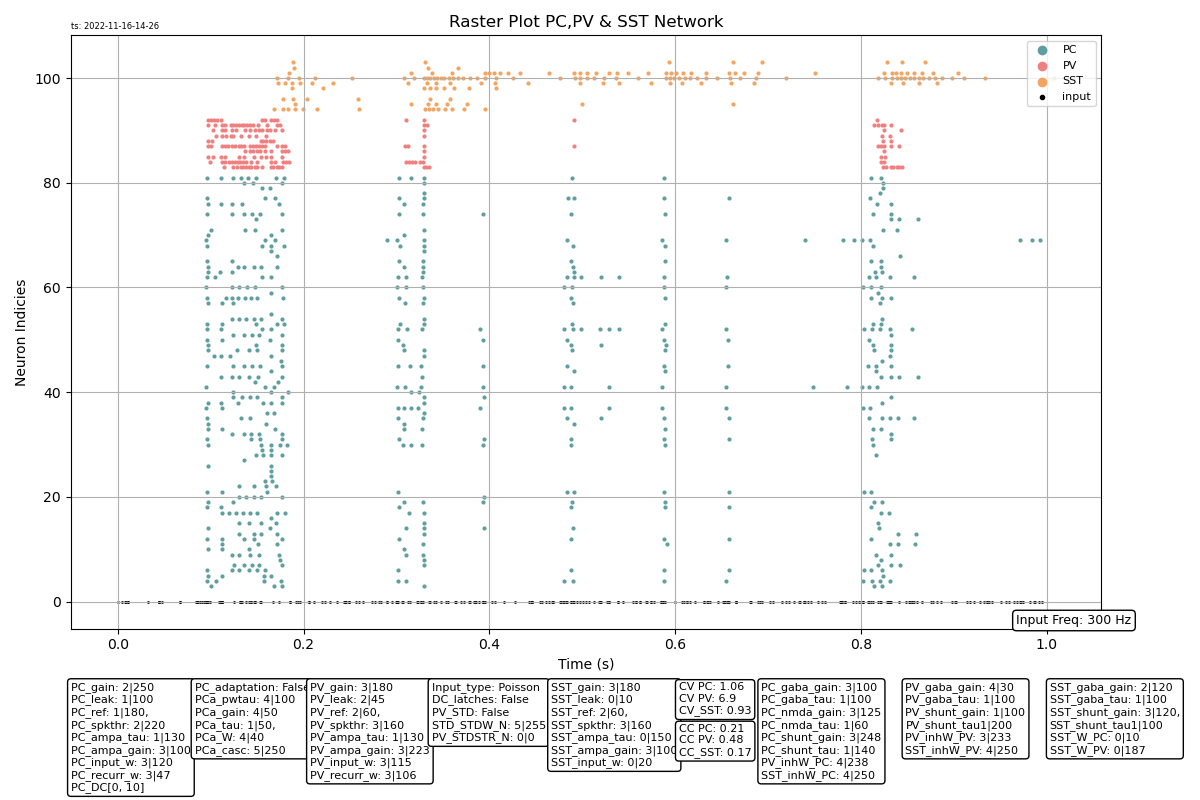 ts: 2022-11-16-14-26
Raster Plot PC,PV & SST Network
PC
PV
SST
input
100
80
60
40
20
0
Neuron Indicies
0.0
0.2
0.4
0.6
0.8
1.0
Time (s)
Input Freq: 300 Hz
PC_gain: 2|250
PC_leak: 1|100
PC_ref: 1|180,
PC_spkthr: 2|220
PC_ampa_tau: 1|130
PC_ampa_gain: 3|100
PC_input_w: 3|120
PC_recurr_w: 3|47
PC_DC[0, 10]
PC_adaptation: False
PCa_pwtau: 4|100
PCa_gain: 4|50
PCa_tau: 1|50,
PCa_W: 4|40
PCa_casc: 5|250
PV_gain: 3|180
PV_leak: 2|45
PV_ref: 2|60,
PV_spkthr: 3|160
PV_ampa_tau: 1|130
PV_ampa_gain: 3|223
PV_input_w: 3|115
PV_recurr_w: 3|106
Input_type: Poisson
DC_latches: False
PV_STD: False
STD_STDW_N: 5|255
PV_STDSTR_N: 0|0
SST_gain: 3|180
SST_leak: 0|10
SST_ref: 2|60,
SST_spkthr: 3|160
SST_ampa_tau: 0|150
SST_ampa_gain: 3|100
SST_input_w: 0|20
CV PC: 1.06
CV PV: 6.9
CV_SST: 0.93
CC PC: 0.21
CC PV: 0.48
CC_SST: 0.17
PC_gaba_gain: 3|100
PC_gaba_tau: 1|100
PC_nmda_gain: 3|125
PC_nmda_tau: 1|60
PC_shunt_gain: 3|248
PC_shunt_tau: 1|140
PV_inhW_PC: 4|238
SST_inhW_PC: 4|250
PV_gaba_gain: 4|30
PV_gaba_tau: 1|100
PV_shunt_gain: 1|100
PV_shunt_tau1|200
PV_inhW_PV: 3|233
SST_inhW_PV: 4|250
SST_gaba_gain: 2|120
SST_gaba_tau: 1|100
SST_shunt_gain: 3|120,
SST_shunt_tau1|100
SST_W_PC: 0|10
SST_W_PV: 0|187